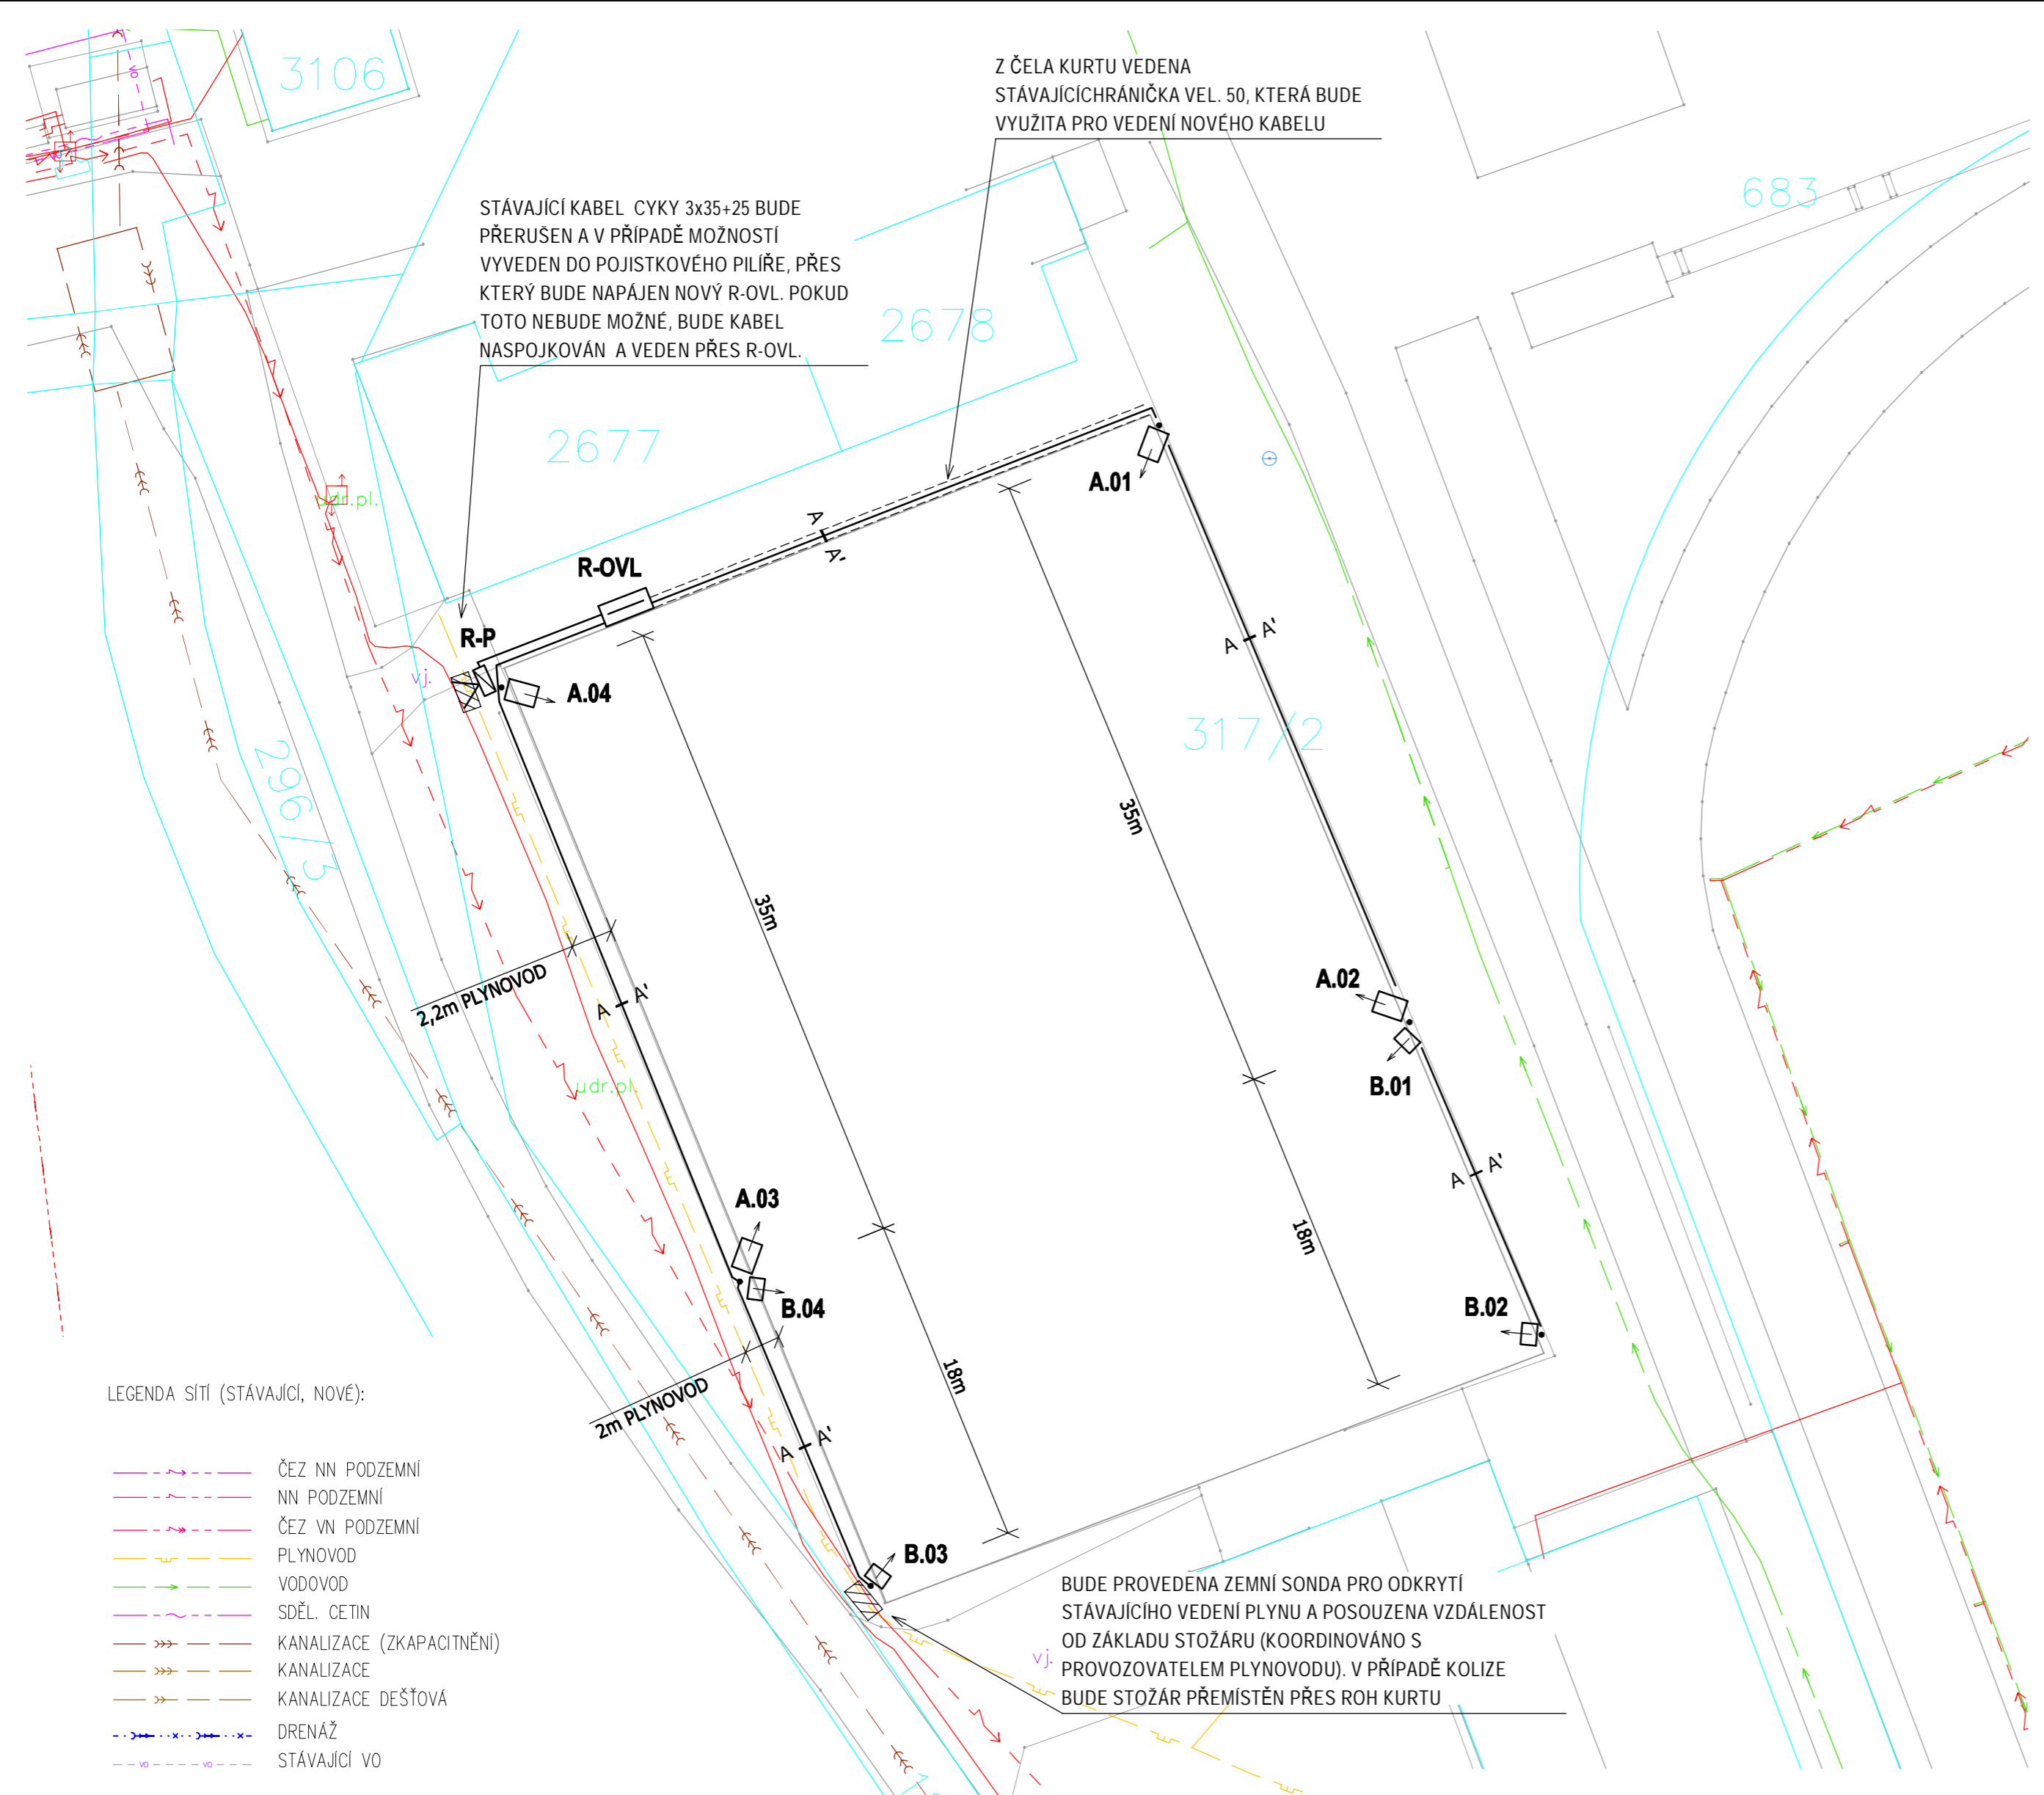 3106
vo
Z ČELA KURTU VEDENA
STÁVAJÍCÍCHRÁNIČKA VEL. 50, KTERÁ BUDE
VYUŽITA PRO VEDENÍ NOVÉHO KABELU
683
STÁVAJÍCÍ KABEL CYKY 3x35+25 BUDE
PŘERUŠEN A V PŘÍPADĚ MOŽNOSTÍ
VYVEDEN DO POJISTKOVÉHO PILÍŘE, PŘES
KTERÝ BUDE NAPÁJEN NOVÝ R-OVL. POKUD
TOTO NEBUDE MOŽNÉ, BUDE KABEL
NASPOJKOVÁN A VEDEN PŘES R-OVL.
2678
2677
A.01
udr.pl.
A
A'
R-OVL
R-P
A
A'
vj.
A.04
317/2
296/3
35m
35m
2,2m PLYNOVOD
A
A'
A.02
udr.pl.
B.01
A.03
A
A'
18m
B.04
B.02
18m
2m PLYNOVOD
A
A'
B.03
LEGENDA SÍTÍ (STÁVAJÍCÍ, NOVÉ):
ČEZ NN PODZEMNÍ
NN PODZEMNÍ
ČEZ VN PODZEMNÍ
PLYNOVOD
VODOVOD
SDĚL. CETIN
KANALIZACE (ZKAPACITNĚNÍ)
KANALIZACE
KANALIZACE DEŠŤOVÁ
DRENÁŽ
vo vo STÁVAJÍCÍ VO
BUDE PROVEDENA ZEMNÍ SONDA PRO ODKRYTÍ
STÁVAJÍCÍHO VEDENÍ PLYNU A POSOUZENA VZDÁLENOST
OD ZÁKLADU STOŽÁRU (KOORDINOVÁNO S
vj.
PROVOZOVATELEM PLYNOVODU). V PŘÍPADĚ KOLIZE
BUDE STOŽÁR PŘEMÍSTĚN PŘES ROH KURTU